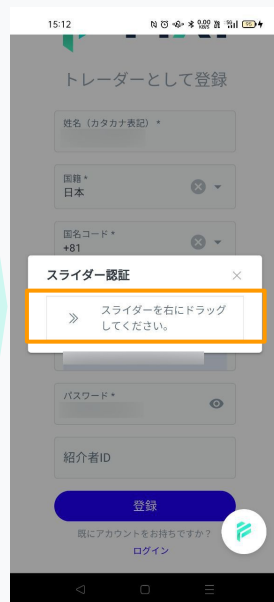 15:12
トレーダーとして登録
姓名（カタカナ表記）*
国籍 *
日本
国名コード *
+81
スライダー認証
スライダーを右にドラッグ
してください。
パスワード *
紹介者ID
登録
既にアカウントをお持ちですか？
ログイン